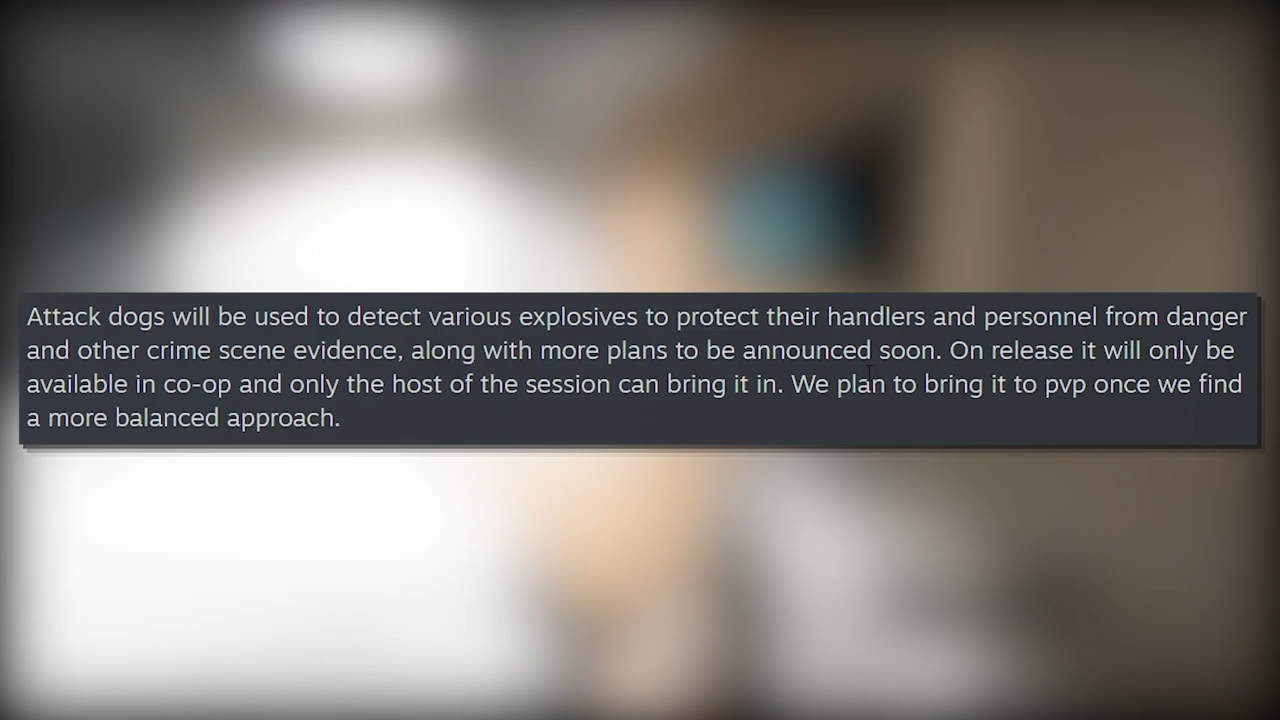 Attack dogs will be used to detect various explosives to protect their handlers and personnel from danger
and other crime scene evidence, along with more plans to be announced soon. On release it will only be
available in co-op and only the host of the session can bring it in. We plan to bring it to pvp once we find
a more balanced approach.